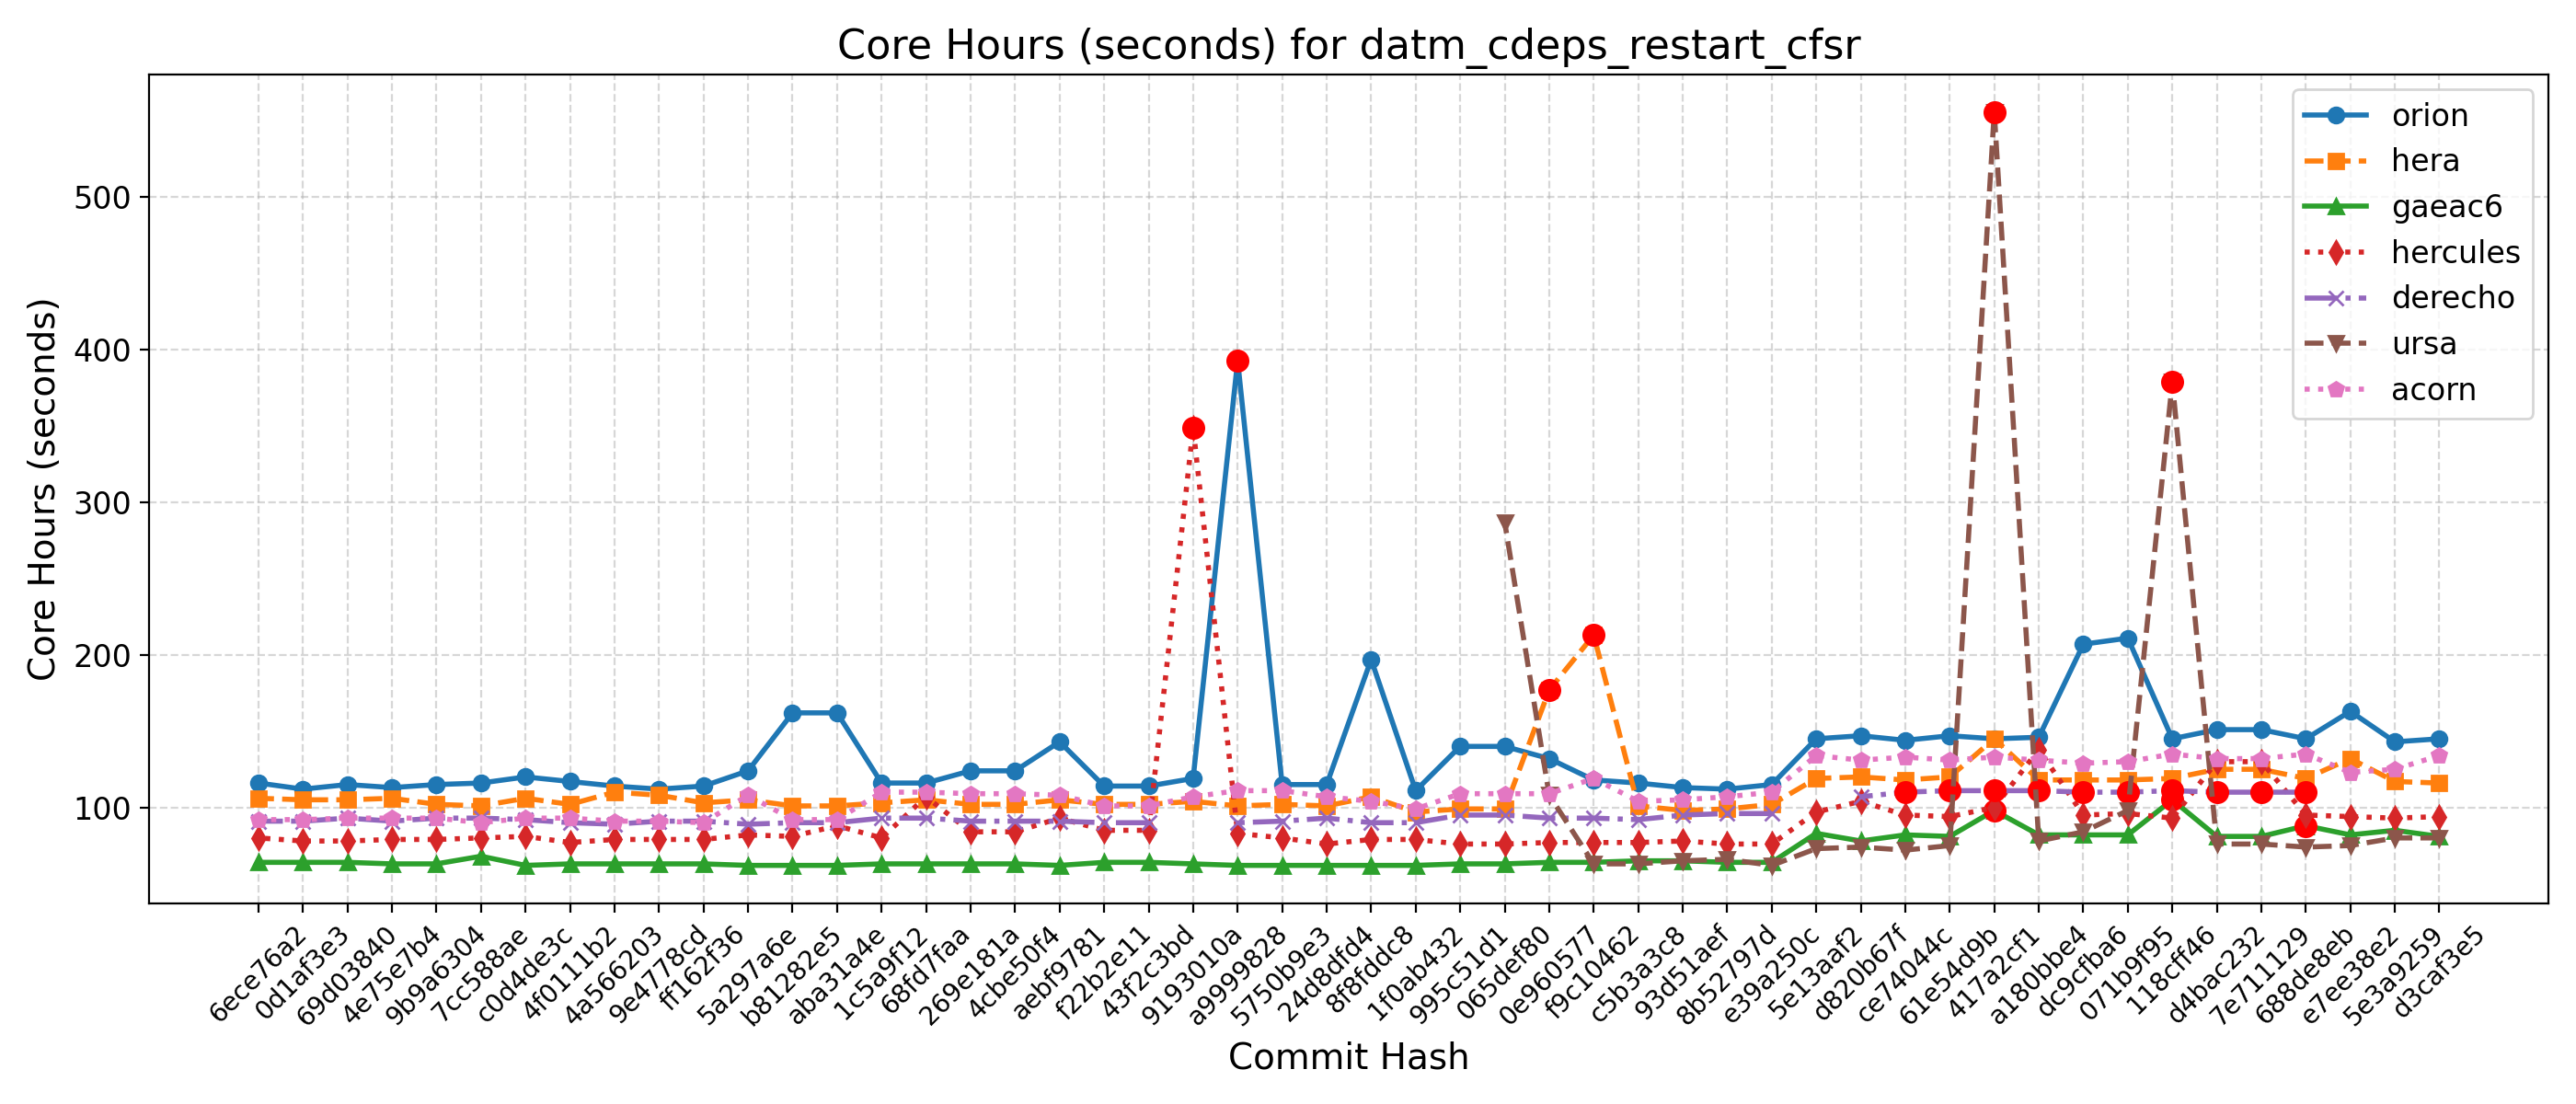 Core Hours (seconds) for datm_cdeps_restart_cfsr
Core Hours (seconds)
500
400
300
200
100
orion
hera
gaeac6
hercules
derecho
ursa
acorn
6ece76a2
0d1af3e3
69d03840
4e75e7b4
9b9a6304
7cc588ae
c0d4de3c
4f0111b2
4a566203
9e4778cd
ff162f36
5a297a6e
b81282e5
aba31a4e
1c5a9f12
68fd7faa
269e181a
4cbe50f4
aebf9781
f22b2e11
43f2c3bd
9193010a
a9999828
5750b9e3
24d8dfd4
8f8fddc8
1f0ab432
995c51d1
065def80
0e960577
f9c10462
c5b3a3c8
93d51aef
8b52797d
e39a250c
5e13aaf2
d820b67f
ce74044c
61e54d9b
417a2cf1
a180bbe4
dc9cfba6
071b9f95
118cff46
d4bac232
7e711129
688de8eb
e7ee38e2
5e3a9259
d3caf3e5
Commit Hash